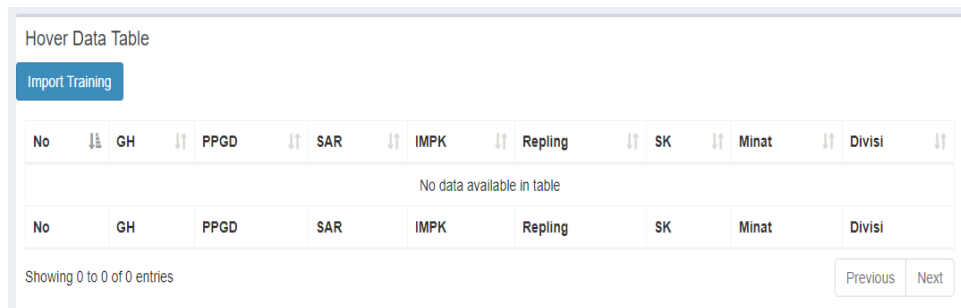 Hover Data Table
Import Training
No GH PPGD SAR IMPK Repling SK Minat Divisi
No data available in table
No GH PPGD SAR IMPK Repling SK Minat Divisi
Showing 0 to 0 of 0 entries Previous Next